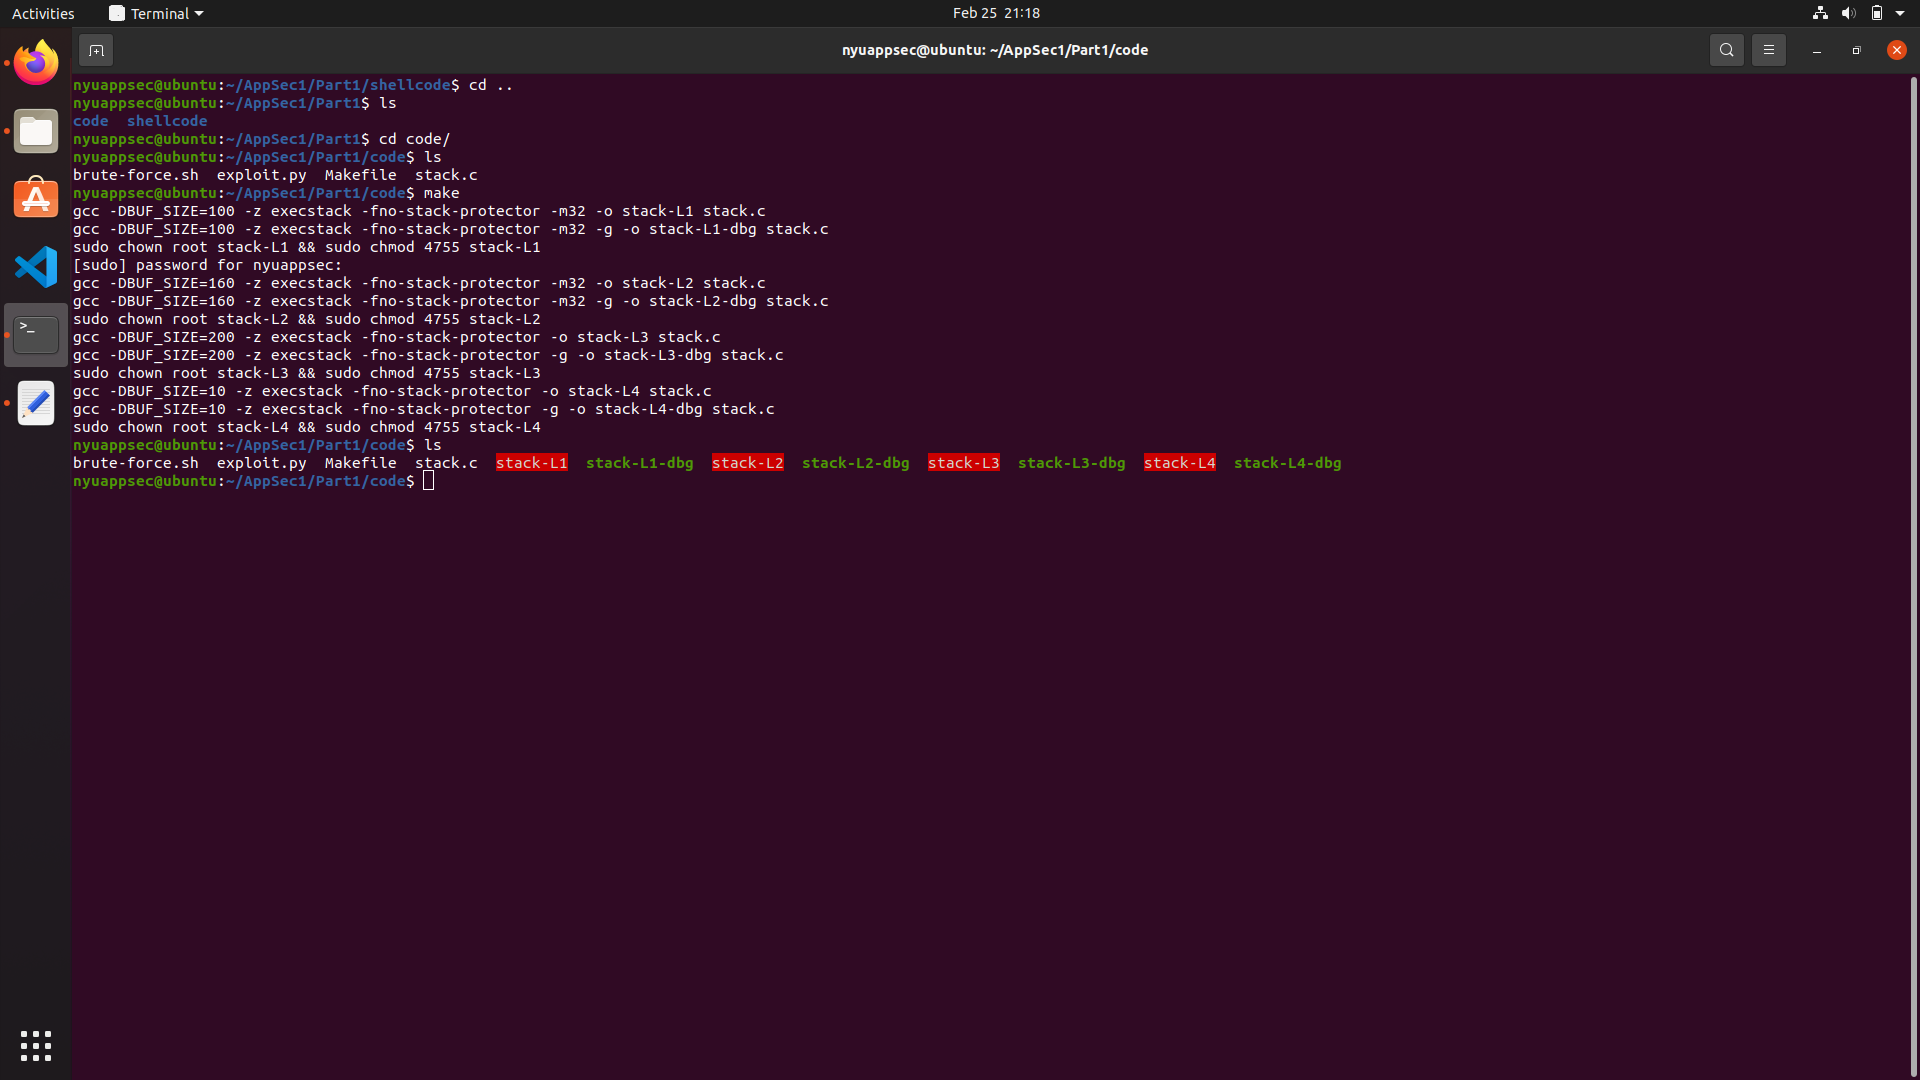 Activities Terminal Feb 25 21:18
nyuappsec@ubuntu: ~/AppSec1/Part1/code
nyuappsec@ubuntu:~/AppSec1/Part1/shellcode$ cd ..
nyuappsec@ubuntu:~/AppSec1/Part1$ ls
code  shellcode
nyuappsec@ubuntu:~/AppSec1/Part1$ cd code/
nyuappsec@ubuntu:~/AppSec1/Part1/code$ ls
brute-force.sh  exploit.py  Makefile  stack.c
nyuappsec@ubuntu:~/AppSec1/Part1/code$ make
gcc -DBUF_SIZE=100 -z execstack -fno-stack-protector -m32 -o stack-L1 stack.c
gcc -DBUF_SIZE=100 -z execstack -fno-stack-protector -m32 -g -o stack-L1-dbg stack.c
sudo chown root stack-L1 && sudo chmod 4755 stack-L1
[sudo] password for nyuappsec:
gcc -DBUF_SIZE=160 -z execstack -fno-stack-protector -m32 -o stack-L2 stack.c
gcc -DBUF_SIZE=160 -z execstack -fno-stack-protector -m32 -g -o stack-L2-dbg stack.c
sudo chown root stack-L2 && sudo chmod 4755 stack-L2
gcc -DBUF_SIZE=200 -z execstack -fno-stack-protector -o stack-L3 stack.c
gcc -DBUF_SIZE=200 -z execstack -fno-stack-protector -g -o stack-L3-dbg stack.c
sudo chown root stack-L3 && sudo chmod 4755 stack-L3
gcc -DBUF_SIZE=10 -z execstack -fno-stack-protector -o stack-L4 stack.c
gcc -DBUF_SIZE=10 -z execstack -fno-stack-protector -g -o stack-L4-dbg stack.c
sudo chown root stack-L4 && sudo chmod 4755 stack-L4
nyuappsec@ubuntu:~/AppSec1/Part1/code$ ls
brute-force.sh  exploit.py  Makefile  stack.c  stack-L1  stack-L1-dbg  stack-L2  stack-L2-dbg  stack-L3  stack-L3-dbg  stack-L4  stack-L4-dbg
nyuappsec@ubuntu:~/AppSec1/Part1/code$